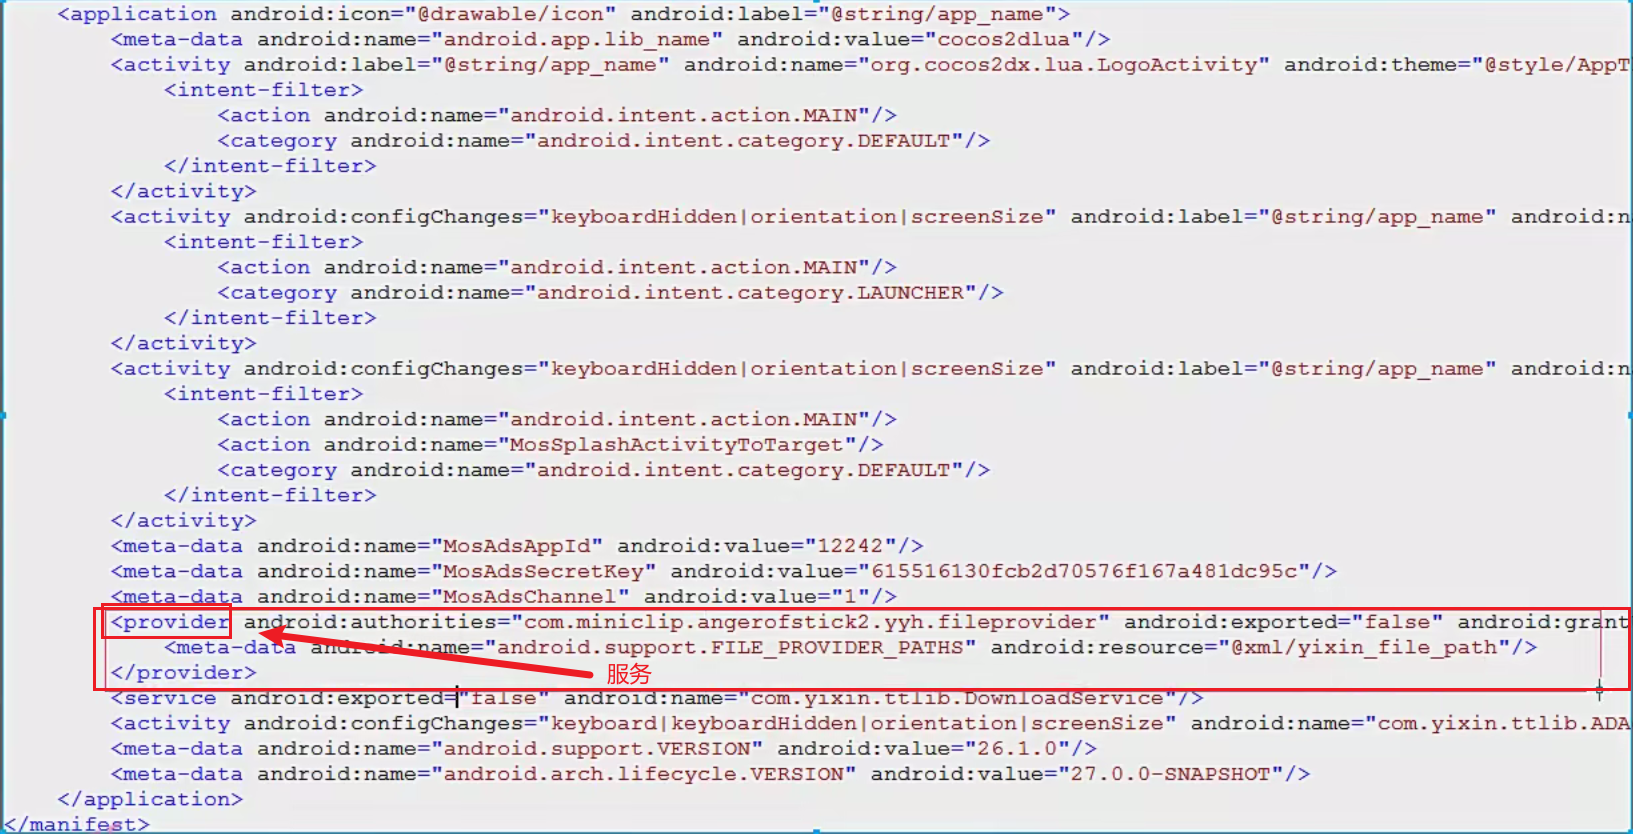 <application android:icon="@drawable/icon" android:label="@string/app_name">
<meta-data android:name="android.app.lib_name" android:value="cocos2dlua"/>
<activity android:label="@string/app_name" android:name="org.cocos2dx.lua.LogoActivity" android:theme="@style/AppT
<intent-filter>
<action android:name="android.intent.action.MAIN"/>
<category android:name="android.intent.category.DEFAULT"/>
</intent-filter>
</activity>
<activity android:configChanges="keyboardHidden|orientation|screenSize" android:label="@string/app_name" android:n
<intent-filter>
<action android:name="android.intent.action.MAIN"/>
<category android:name="android.intent.category.LAUNCHER"/>
</intent-filter>
</activity>
<activity android:configChanges="keyboardHidden|orientation|screenSize" android:label="@string/app_name" android:n
<intent-filter>
<action android:name="android.intent.action.MAIN"/>
<action android:name="MosSplashActivityToTarget"/>
<category android:name="android.intent.category.DEFAULT"/>
</intent-filter>
</activity>
<meta-data android:name="MosAdsAppId" android:value="12242"/>
<meta-data android:name="MosAdsSecretKey" android:value="615516130fcb2d70576f167a481dc95c"/>
<meta-data android:name="MosAdsChannel" android:value="1"/>
<provider android:authorities="com.miniclip.angerofstick2.yyh.fileprovider" android:exported="false" android:grant
<meta-data android:name="android.support.FILE_PROVIDER_PATHS" android:resource="@xml/yixin_file_path"/>
</provider>
服务
<service android:exported="false" android:name="com.yixin.ttlib.DownloadService"/>
<activity android:configChanges="keyboard|keyboardHidden|orientation|screenSize" android:name="com.yixin.ttlib.ADA
<meta-data android:name="android.support.VERSION" android:value="26.1.0"/>
<meta-data android:name="android.arch.lifecycle.VERSION" android:value="27.0.0-SNAPSHOT"/>
</application>
</manifest>